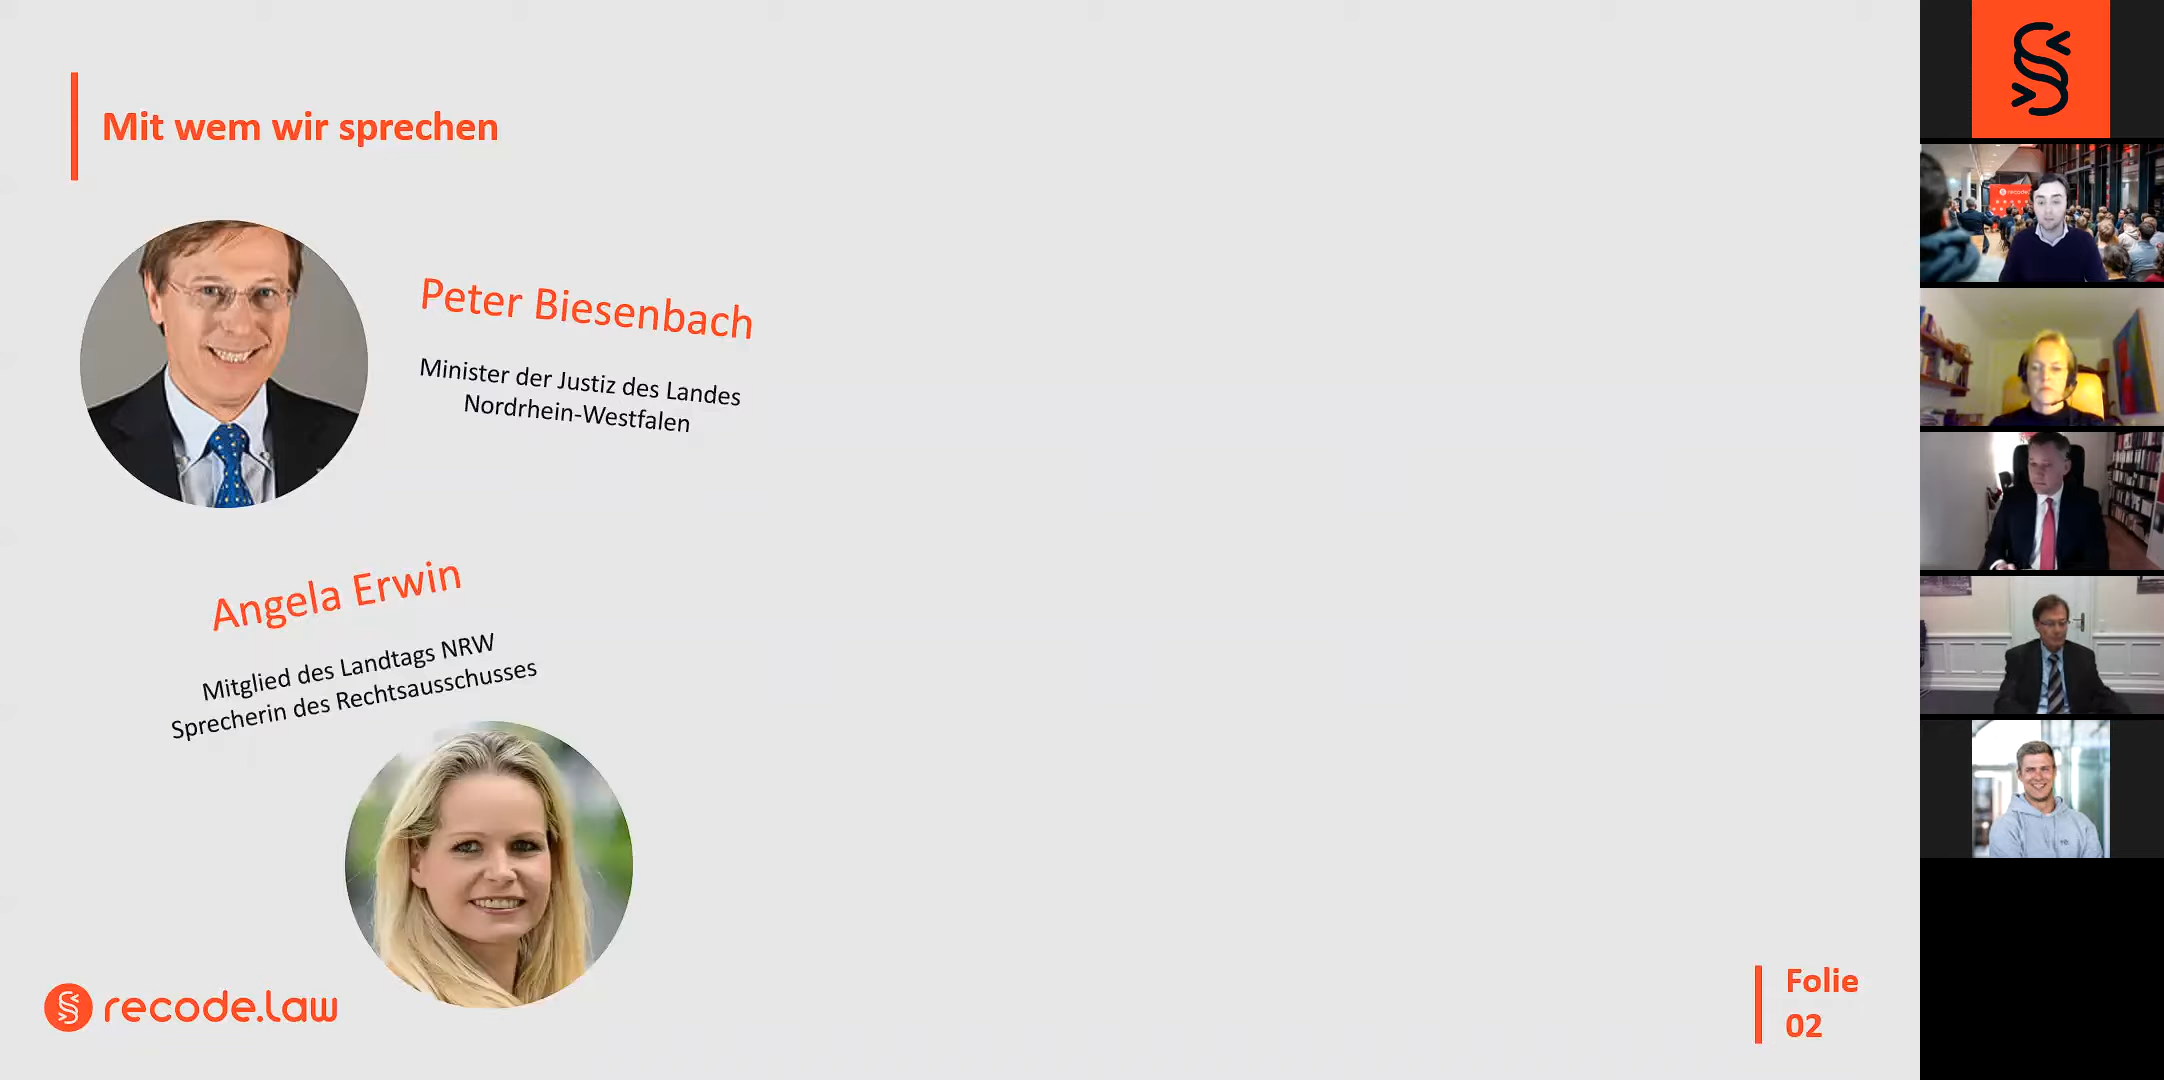 Mit wem wir sprechen
Peter Biesenbach
Minister der Justiz des Landes
Nordrhein-Westfalen
Angela Erwin
Mitglied des Landtags NRW
Sprecherin des Rechtsausschusses
recode.law
Folie
02
recode